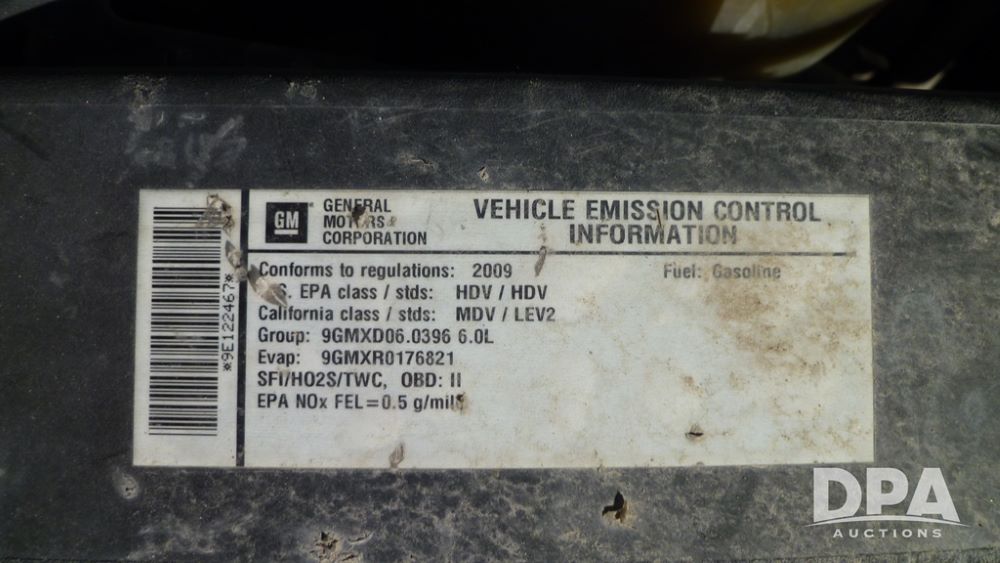 GM
GENERAL
MOTORS
CORPORATION
VEHICLE EMISSION CONTROL
INFORMATION
Conforms to regulations: 2009
Fuel: Gasoline
U.S. EPA class / stds: HDV / HDV
California class / stds: MDV / LEV2
Group: 9GMXD06.0396 6.0L
Evap: 9GMXR0176821
SFI/HO2S/TWC, OBD: II
EPA NOx FEL=0.5 g/mile
*9E122467*
DPA
AUCTIONS